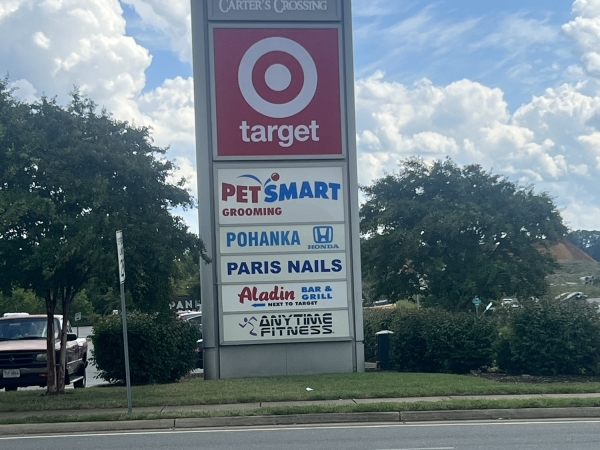 CARTER'S CROSSING
target
PETSMART
GROOMING
POHANKA HONDA
PARIS NAILS
Aladin BAR &
GRILL
NEXT TO TARGET
ANYTIME
FITNESS